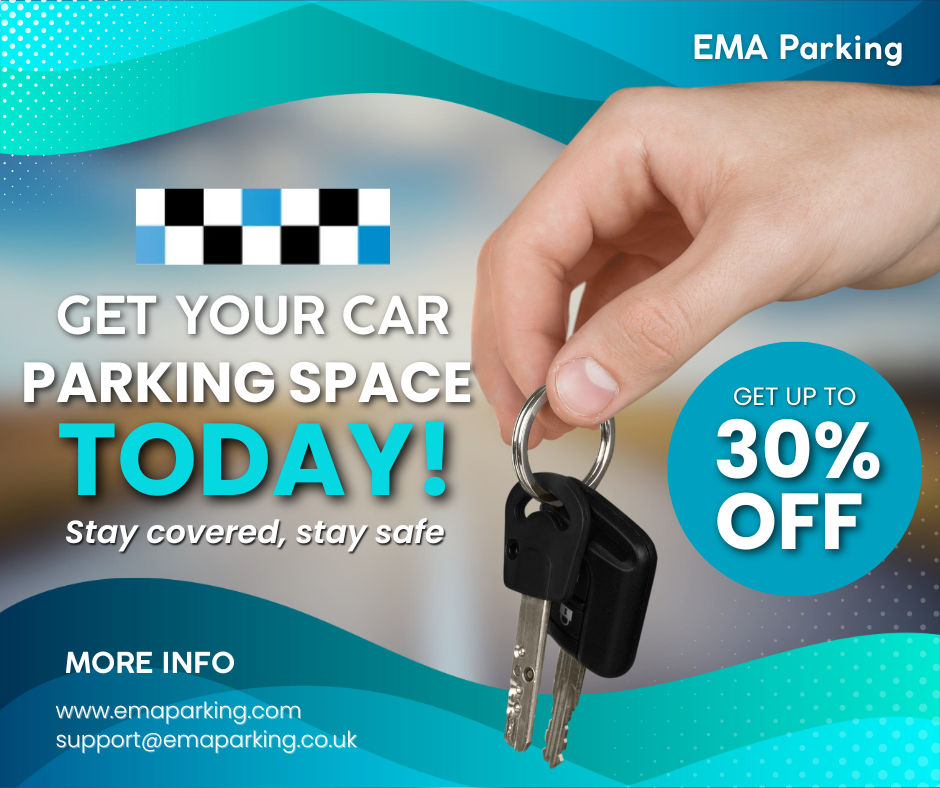 EMA Parking
GET YOUR CAR
PARKING SPACE
TODAY!
Stay covered, stay safe
GET UP TO
30%
OFF
MORE INFO
www.emaparking.com
support@emaparking.co.uk